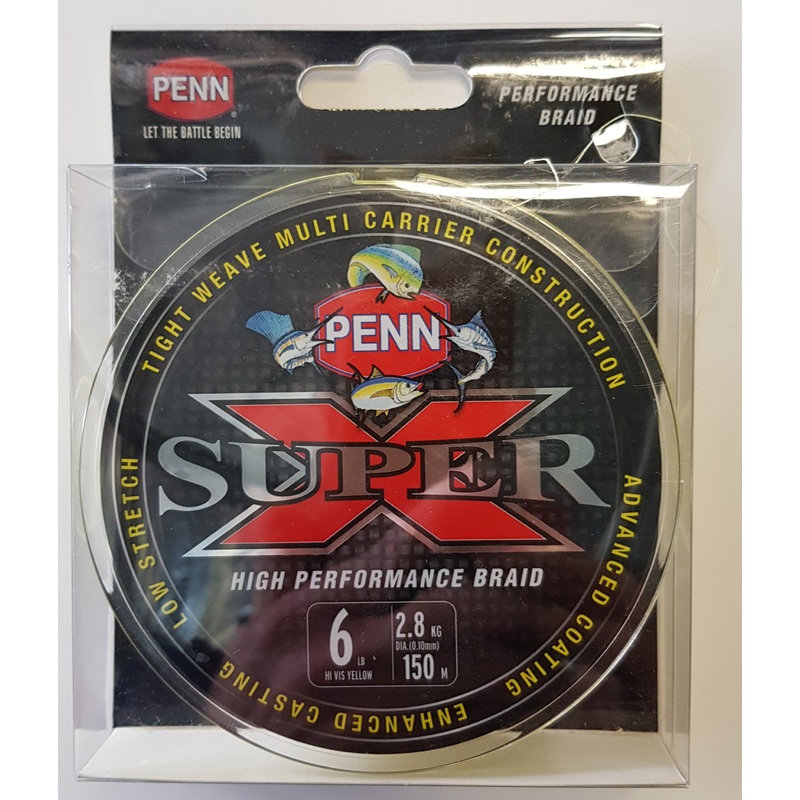 PENN
LET THE BATTLE BEGIN
PERFORMANCE
BRAID
TIGHT WEAVE MULTI CARRIER CONSTRUCTION
PENN
SUPER
X
HIGH PERFORMANCE BRAID
6 LB
HI VIS YELLOW
2.8 KG
DIA.(0.10mm)
150 M
LOW STRETCH
ADVANCED COATING
ENHANCED CASTING